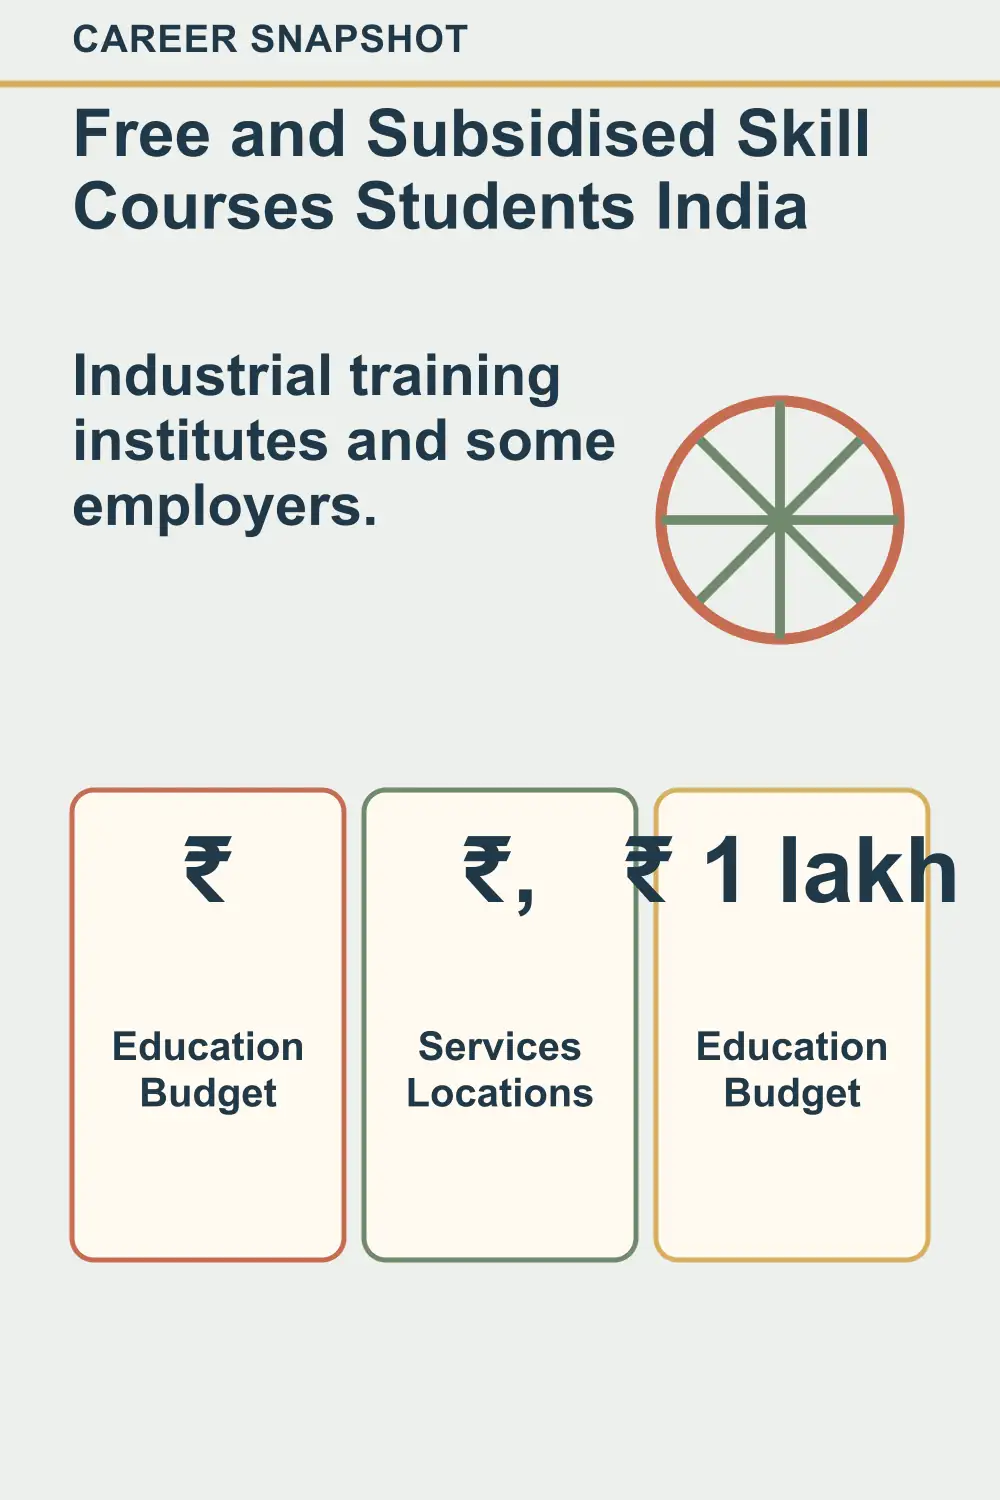 CAREER SNAPSHOT
Free and Subsidised Skill
Courses Students India
Industrial training
institutes and some
employers.
₹
₹,
₹ 1 lakh
Education
Budget
Services
Locations
Education
Budget